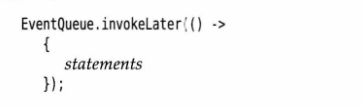 EventQueue.invokeLater(() ->
{
statements
});